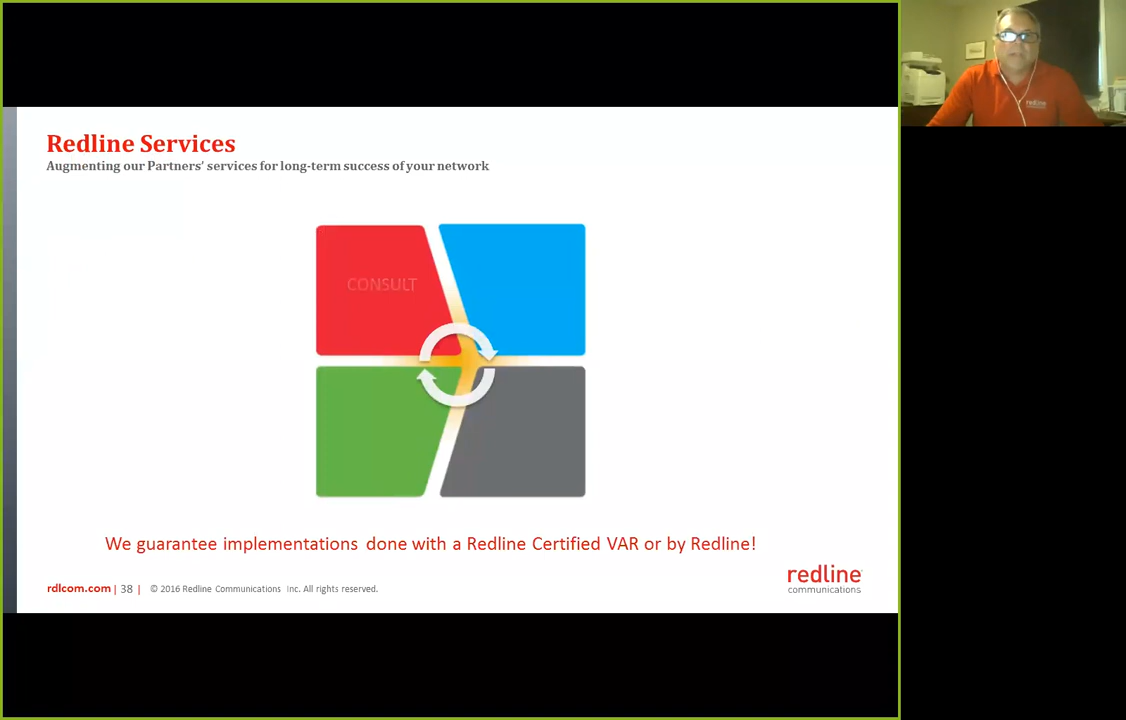 Redline Services
Augmenting our Partners' services for long-term success of your network
CONSULT
We guarantee implementations done with a Redline Certified VAR or by Redline!
rdlcom.com | 38 | © 2016 Redline Communications Inc. All rights reserved.
redline
communications
redline